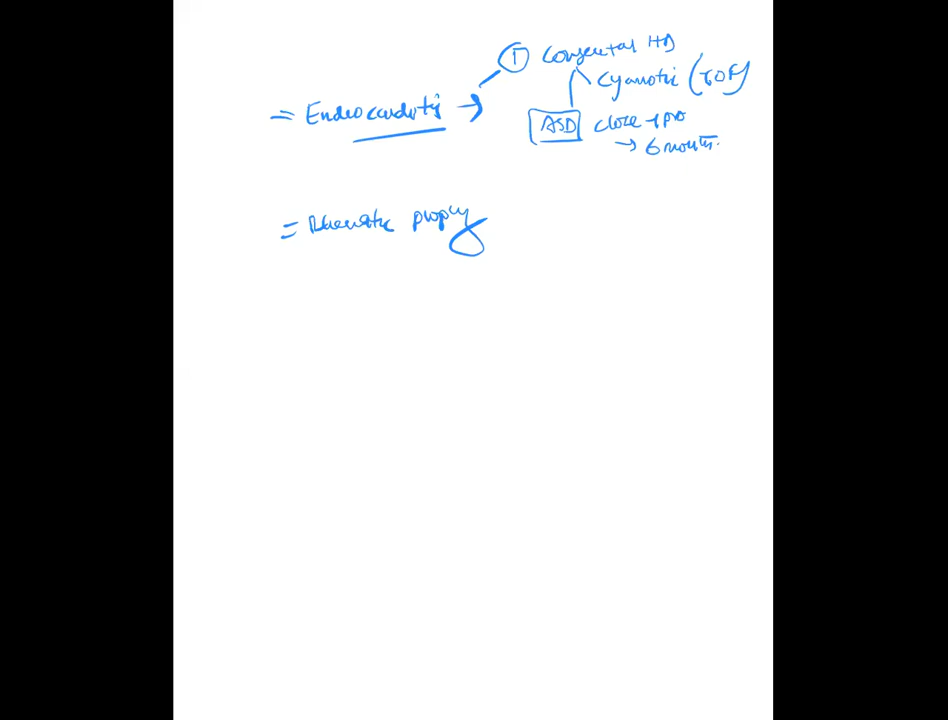 ① Congenital HD
Cyanotic (TOF)
= Endocarditis →
ASD close + pro
→ 6 months.
= Rheumatic prophy